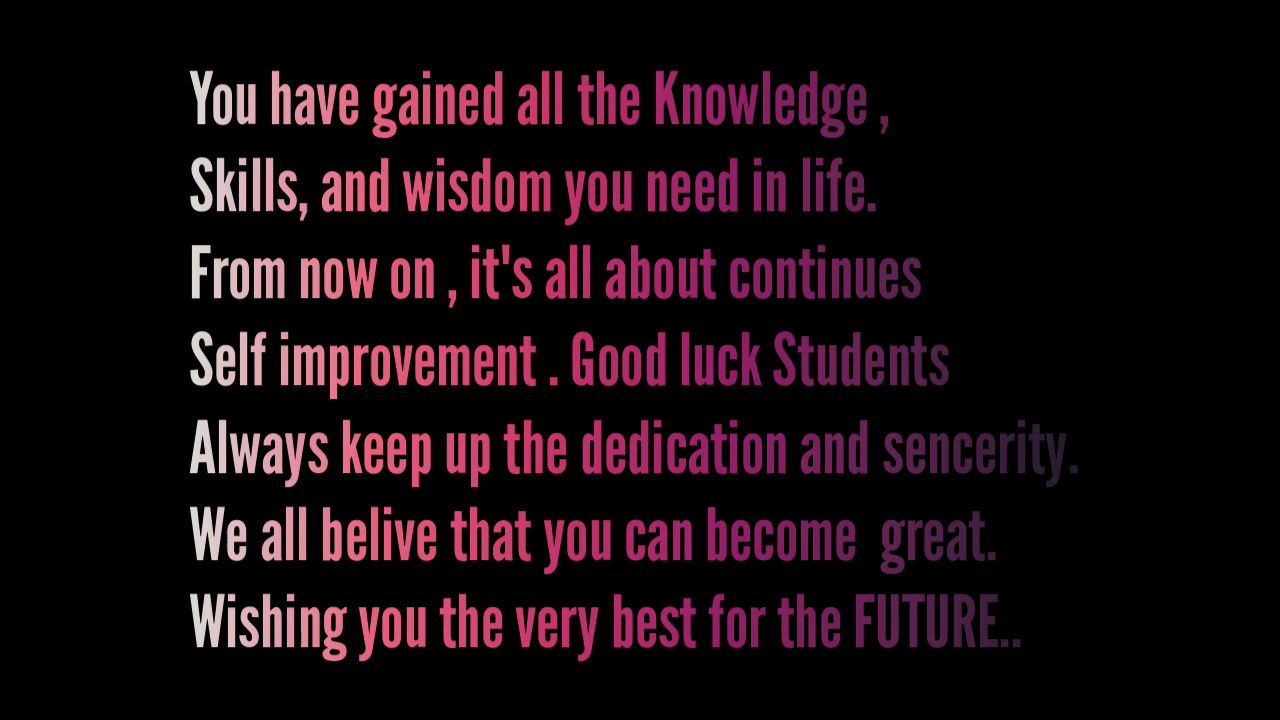 You have gained all the Knowledge ,
Skills, and wisdom you need in life.
From now on , it's all about continues
Self improvement . Good luck Students
Always keep up the dedication and sencerity.
We all belive that you can become  great.
Wishing you the very best for the FUTURE..